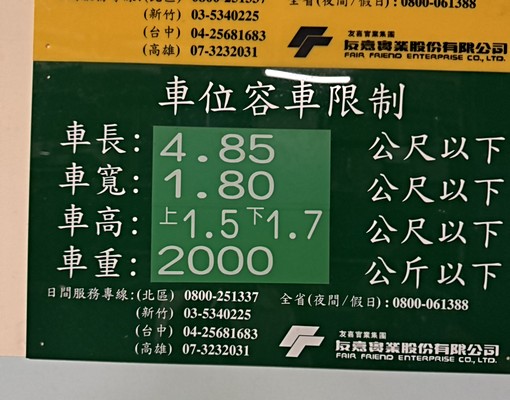 全省(夜間/假日) : 0800-061388
(新竹) 03-5340225
(台中) 04-25681683
(高雄) 07-3232031
友嘉實業集團
友嘉實業股份有限公司
FAIR FRIEND ENTERPRISE CO., LTD.
車位容車限制
車長: 4.85 公尺以下
車寬: 1.80 公尺以下
車高: 上1.5下1.7 公尺以下
車重: 2000 公斤以下
日間服務專線:(北區) 0800-251337 全省(夜間/假日) : 0800-061388
(新竹) 03-5340225
(台中) 04-25681683
(高雄) 07-3232031
友嘉實業集團
友嘉實業股份有限公司
FAIR FRIEND ENTERPRISE CO., LTD.